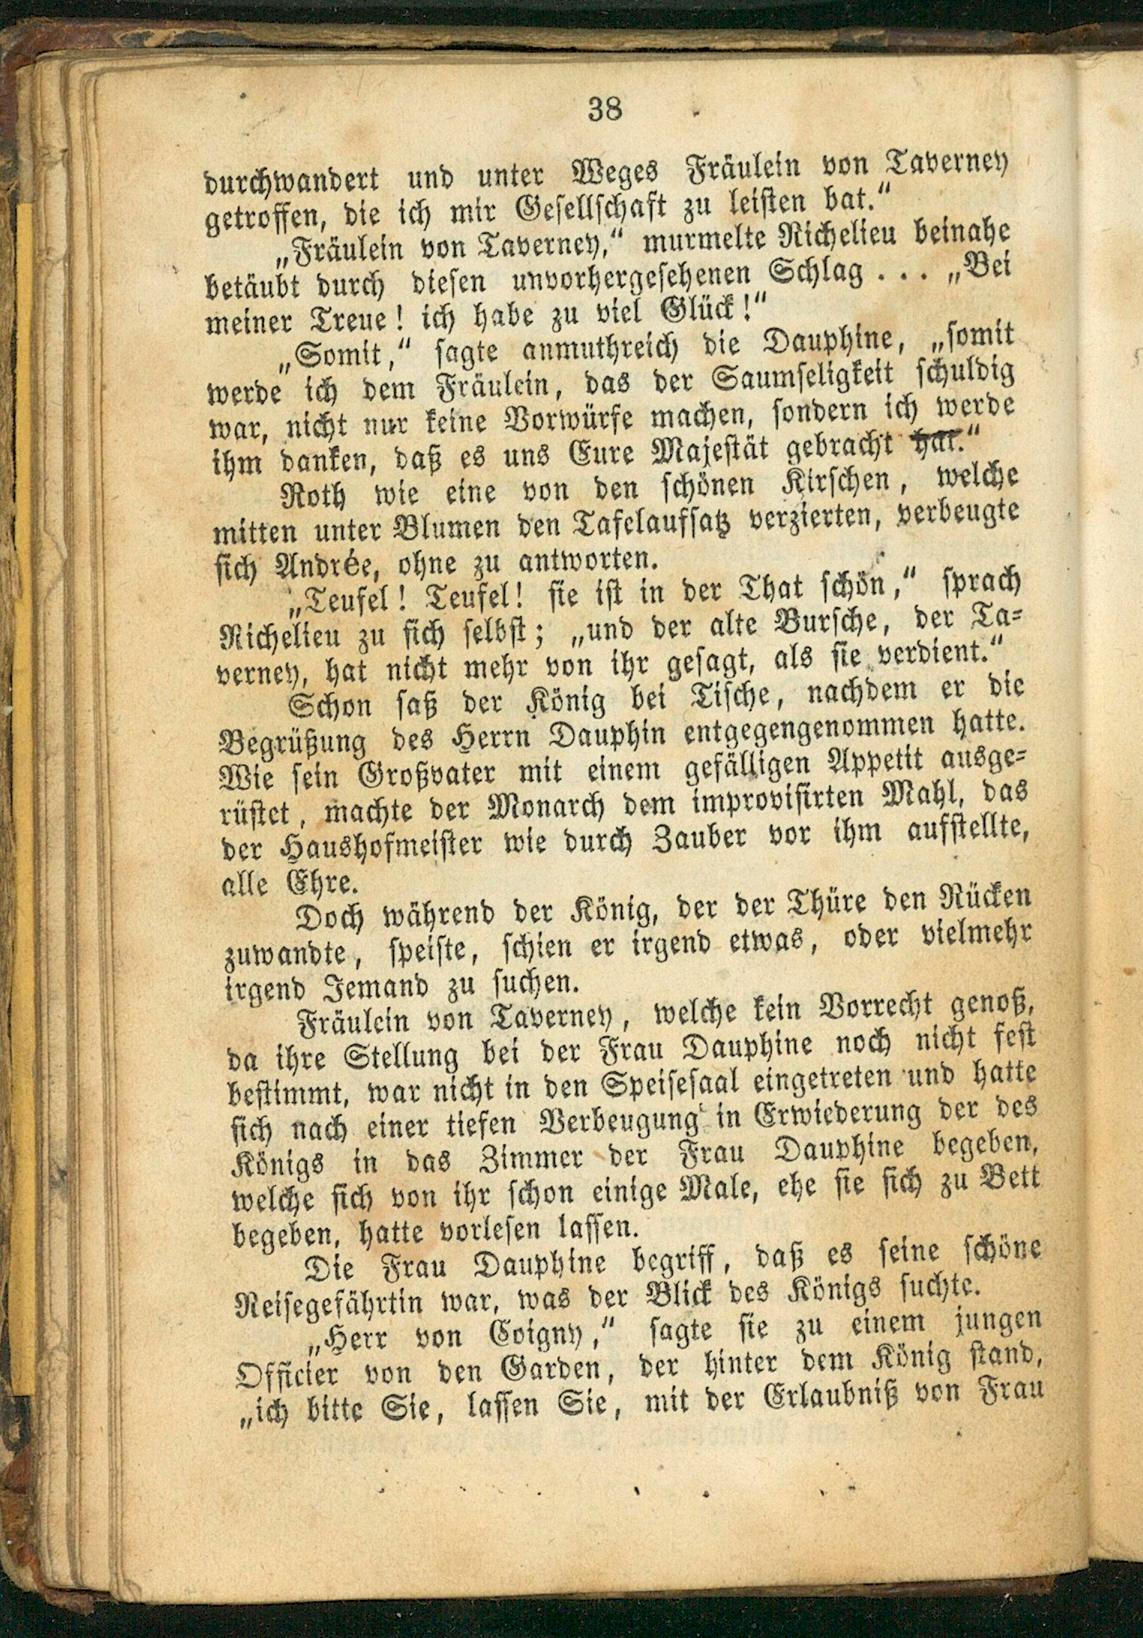 38
durchwandert und unter Weges Fräulein von Taverney
getroffen, die ich mir Gesellschaft zu leisten bat.“
„Fräulein von Taverney,“ murmelte Richelieu beinahe
betäubt durch diesen unvorhergesehenen Schlag . . . „Bei
meiner Treue! ich habe zu viel Glück!“
„Somit,“ sagte anmuthreich die Dauphine, „somit
werde ich dem Fräulein, das der Saumseligkeit schuldig
war, nicht nur keine Vorwürfe machen, sondern ich werde
ihm danken, daß es uns Eure Majestät gebracht hat.“
Roth wie eine von den schönen Kirschen, welche
mitten unter Blumen den Tafelaufsatz verzierten, verbeugte
sich Andrée, ohne zu antworten.
„Teufel! Teufel! sie ist in der That schön,“ sprach
Richelieu zu sich selbst; „und der alte Bursche, der Ta-
verney, hat nicht mehr von ihr gesagt, als sie verdient.“
Schon saß der König bei Tische, nachdem er die
Begrüßung des Herrn Dauphin entgegengenommen hatte.
Wie sein Großvater mit einem gefälligen Appetit ausge-
rüstet, machte der Monarch dem improvisirten Mahl, das
der Haushofmeister wie durch Zauber vor ihm aufstellte,
alle Ehre.
Doch während der König, der der Thüre den Rücken
zuwandte, speiste, schien er irgend etwas, oder vielmehr
irgend Jemand zu suchen.
Fräulein von Taverney, welche kein Vorrecht genoß,
da ihre Stellung bei der Frau Dauphine noch nicht fest
bestimmt, war nicht in den Speisesaal eingetreten und hatte
sich nach einer tiefen Verbeugung in Erwiederung der des
Königs in das Zimmer der Frau Dauphine begeben,
welche sich von ihr schon einige Male, ehe sie sich zu Bett
begeben, hatte vorlesen lassen.
Die Frau Dauphine begriff, daß es seine schöne
Reisegefährtin war, was der Blick des Königs suchte.
„Herr von Coigny,“ sagte sie zu einem jungen
Officier von den Garden, der hinter dem König stand,
„ich bitte Sie, lassen Sie, mit der Erlaubniß von Frau